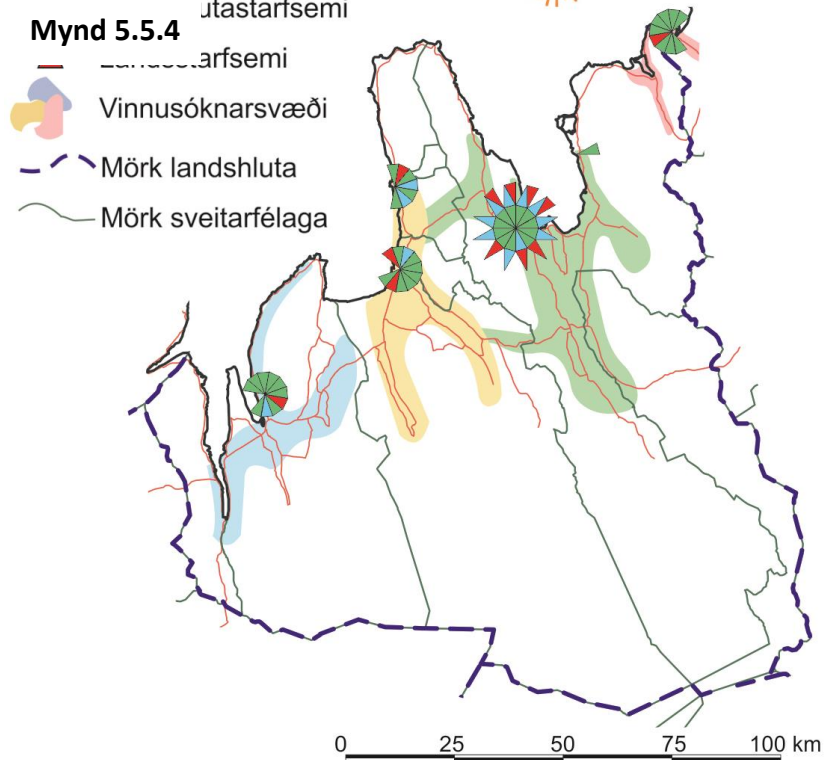 Mynd 5.5.4
Vinnusóknarsvæði
Mörk landshluta
Mörk sveitarfélaga
0 25 50 75 100 km